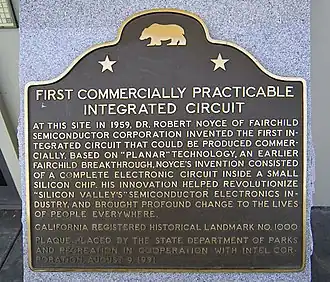 FIRST COMMERCIALLY PRACTICABLE
INTEGRATED CIRCUIT
AT THIS SITE IN 1959, DR. ROBERT NOYCE OF FAIRCHILD
SEMICONDUCTOR CORPORATION INVENTED THE FIRST IN-
TEGRATED CIRCUIT THAT COULD BE PRODUCED COMMER-
CIALLY. BASED ON "PLANAR" TECHNOLOGY, AN EARLIER
FAIRCHILD BREAKTHROUGH, NOYCE'S INVENTION CONSISTED
OF A COMPLETE ELECTRONIC CIRCUIT INSIDE A SMALL
SILICON CHIP. HIS INNOVATION HELPED REVOLUTIONIZE
"SILICON VALLEY'S" SEMICONDUCTOR ELECTRONICS IN-
DUSTRY, AND BROUGHT PROFOUND CHANGE TO THE LIVES
OF PEOPLE EVERYWHERE.
CALIFORNIA REGISTERED HISTORICAL LANDMARK NO. 1000
PLAQUE PLACED BY THE STATE DEPARTMENT OF PARKS
AND RECREATION IN COOPERATION WITH INTEL COR-
PORATION, AUGUST 9, 1991.